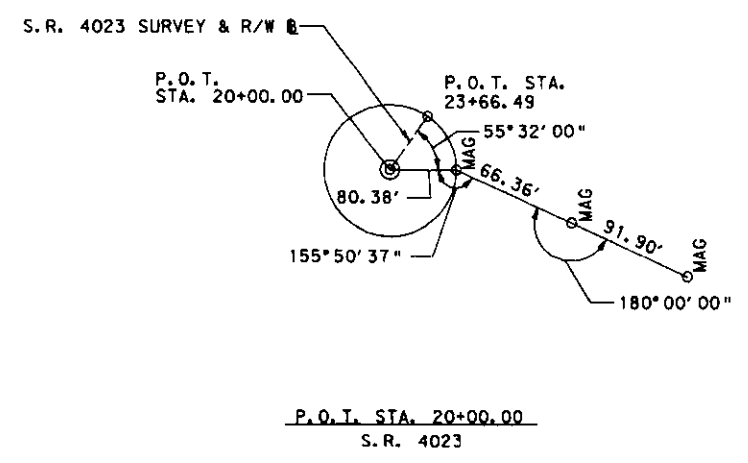 S.R. 4023 SURVEY & R/W B
P.O.T.
STA. 20+00.00
P.O.T. STA.
23+66.49
55°32'00"
MAG
66.36'
80.38'
MAG
91.90'
MAG
155°50'37"
180°00'00"
P.O.T. STA. 20+00.00
S.R. 4023